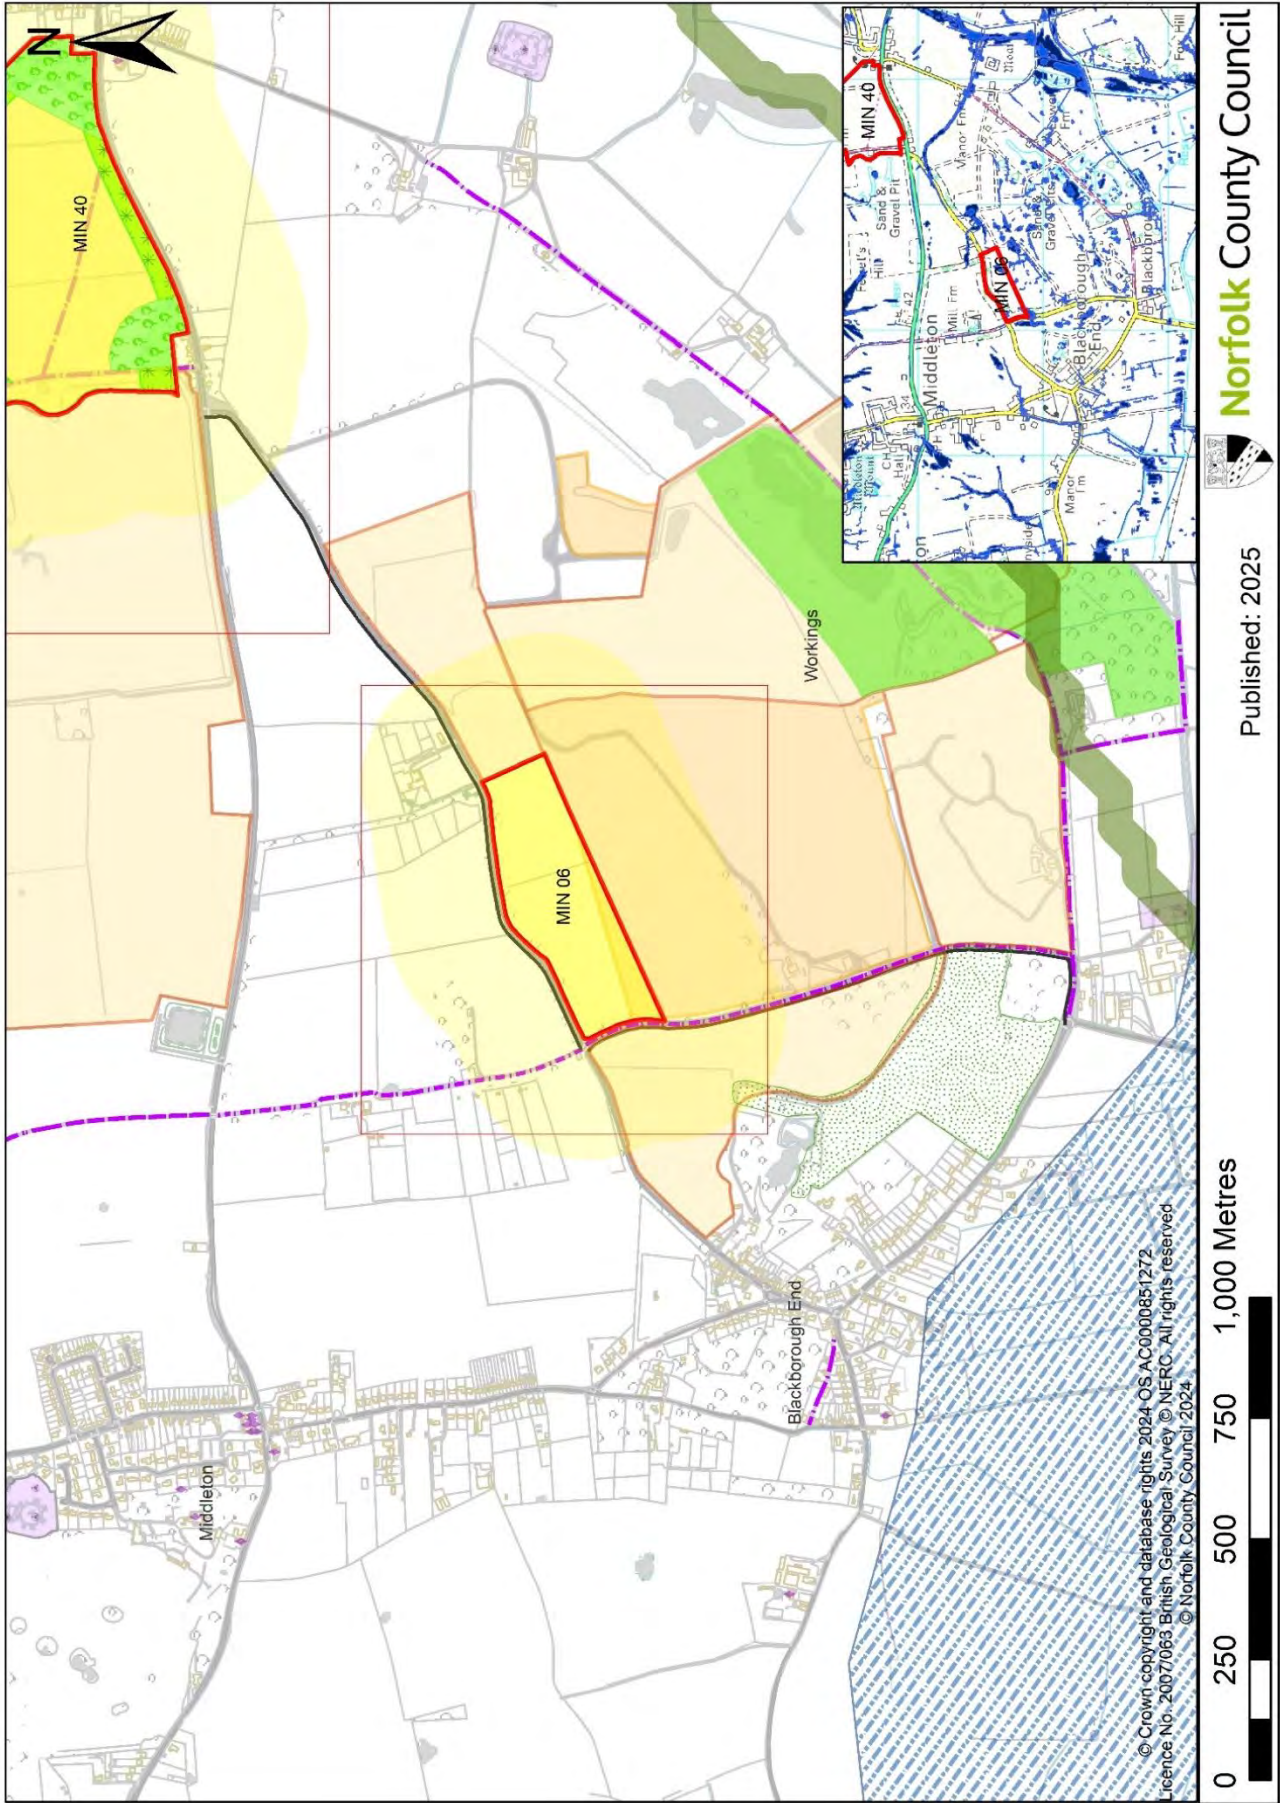 N
MIN 40
MIN 06
Workings
Middleton
Blackborough End
MIN 40
Sand &
Gravel Pit
Manor Fm
Moat
Mill Fm
Middleton
MIN 06
Blackborough
End
Manor
Fm
© Crown copyright and database rights 2024 OS AC0000851272
Licence No. 2007/063 British Geological Survey © NERC. All rights reserved
© Norfolk County Council 2024
0 250 500 750 1,000 Metres
Published: 2025
Norfolk County Council